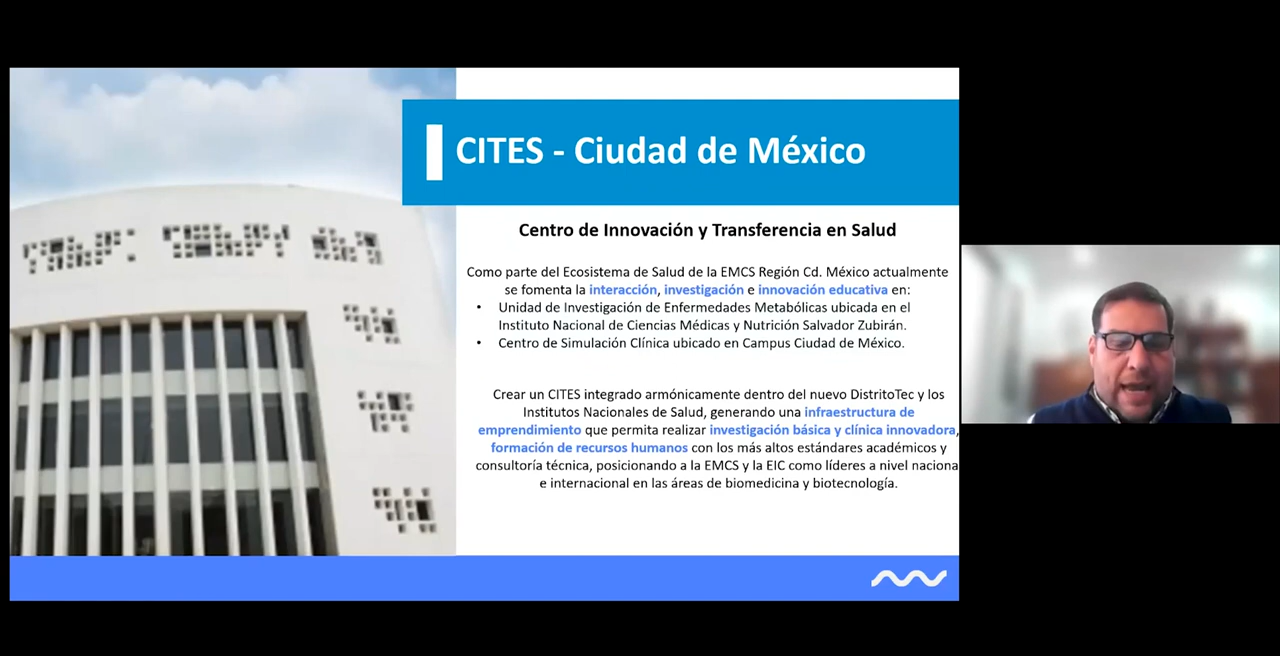 CITES - Ciudad de México
Centro de Innovación y Transferencia en Salud
Como parte del Ecosistema de Salud de la EMCS Región Cd. México actualmente
se fomenta la interacción, investigación e innovación educativa en:
• Unidad de Investigación de Enfermedades Metabólicas ubicada en el
Instituto Nacional de Ciencias Médicas y Nutrición Salvador Zubirán.
• Centro de Simulación Clínica ubicado en Campus Ciudad de México.
Crear un CITES integrado armónicamente dentro del nuevo DistritoTec y los
Institutos Nacionales de Salud, generando una infraestructura de
emprendimiento que permita realizar investigación básica y clínica innovadora,
formación de recursos humanos con los más altos estándares académicos y
consultoría técnica, posicionando a la EMCS y la EIC como líderes a nivel naciona
e internacional en las áreas de biomedicina y biotecnología.